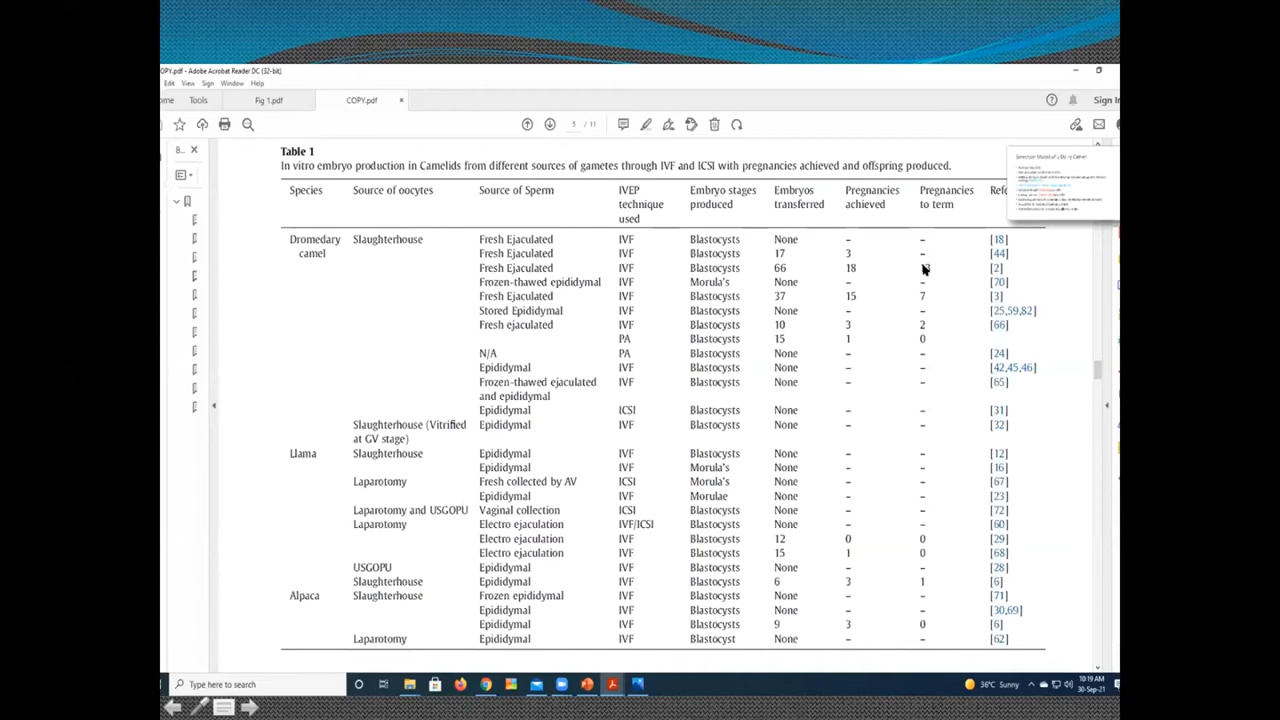 OPY.pdf - Adobe Acrobat Reader DC (32-bit)
Edit View Sign Window Help
ome Tools Fig 1.pdf COPY.pdf × Sign In
5 / 11
B... X
Table 1
In vitro embryo production in Camelids from different sources of gametes through IVF and ICSI with pregnancies achieved and offspring produced.
Species Source of oocytes Source of Sperm IVEP technique used Embryo stages produced Embryos transferred Pregnancies achieved Pregnancies to term Refe
Dromedary camel Slaughterhouse Fresh Ejaculated IVF Blastocysts None – – [18]
Fresh Ejaculated IVF Blastocysts 17 3 – [44]
Fresh Ejaculated IVF Blastocysts 66 18 [2]
Frozen-thawed epididymal IVF Morula's None – – [70]
Fresh Ejaculated IVF Blastocysts 37 15 7 [3]
Stored Epididymal IVF Blastocysts None – – [25,59,82]
Fresh ejaculated IVF Blastocysts 10 3 2 [66]
PA Blastocysts 15 1 0
N/A PA Blastocysts None – – [24]
Epididymal IVF Blastocysts None – – [42,45,46]
Frozen-thawed ejaculated and epididymal IVF Blastocysts None – – [65]
Epididymal ICSI Blastocysts None – – [31]
Slaughterhouse (Vitrified at GV stage) Epididymal IVF Blastocysts None – – [32]
Llama Slaughterhouse Epididymal IVF Blastocysts None – – [12]
Epididymal IVF Morula's None – – [16]
Laparotomy Fresh collected by AV ICSI Morula's None – – [67]
Epididymal IVF Morulae None – – [23]
Laparotomy and USGOPU Vaginal collection ICSI Blastocysts None – – [72]
Laparotomy Electro ejaculation IVF/ICSI Blastocysts None – – [60]
Electro ejaculation IVF Blastocysts 12 0 0 [29]
Electro ejaculation IVF Blastocysts 15 1 0 [68]
USGOPU Epididymal IVF Blastocysts None – – [28]
Slaughterhouse Epididymal IVF Blastocysts 6 3 1 [6]
Alpaca Slaughterhouse Frozen epididymal IVF Blastocysts None – – [71]
Epididymal IVF Blastocysts None – – [30,69]
Epididymal IVF Blastocysts 9 3 0 [6]
Laparotomy Epididymal IVF Blastocyst None – – [62]
Type here to search 36°C Sunny 10:19 AM
30-Sep-21